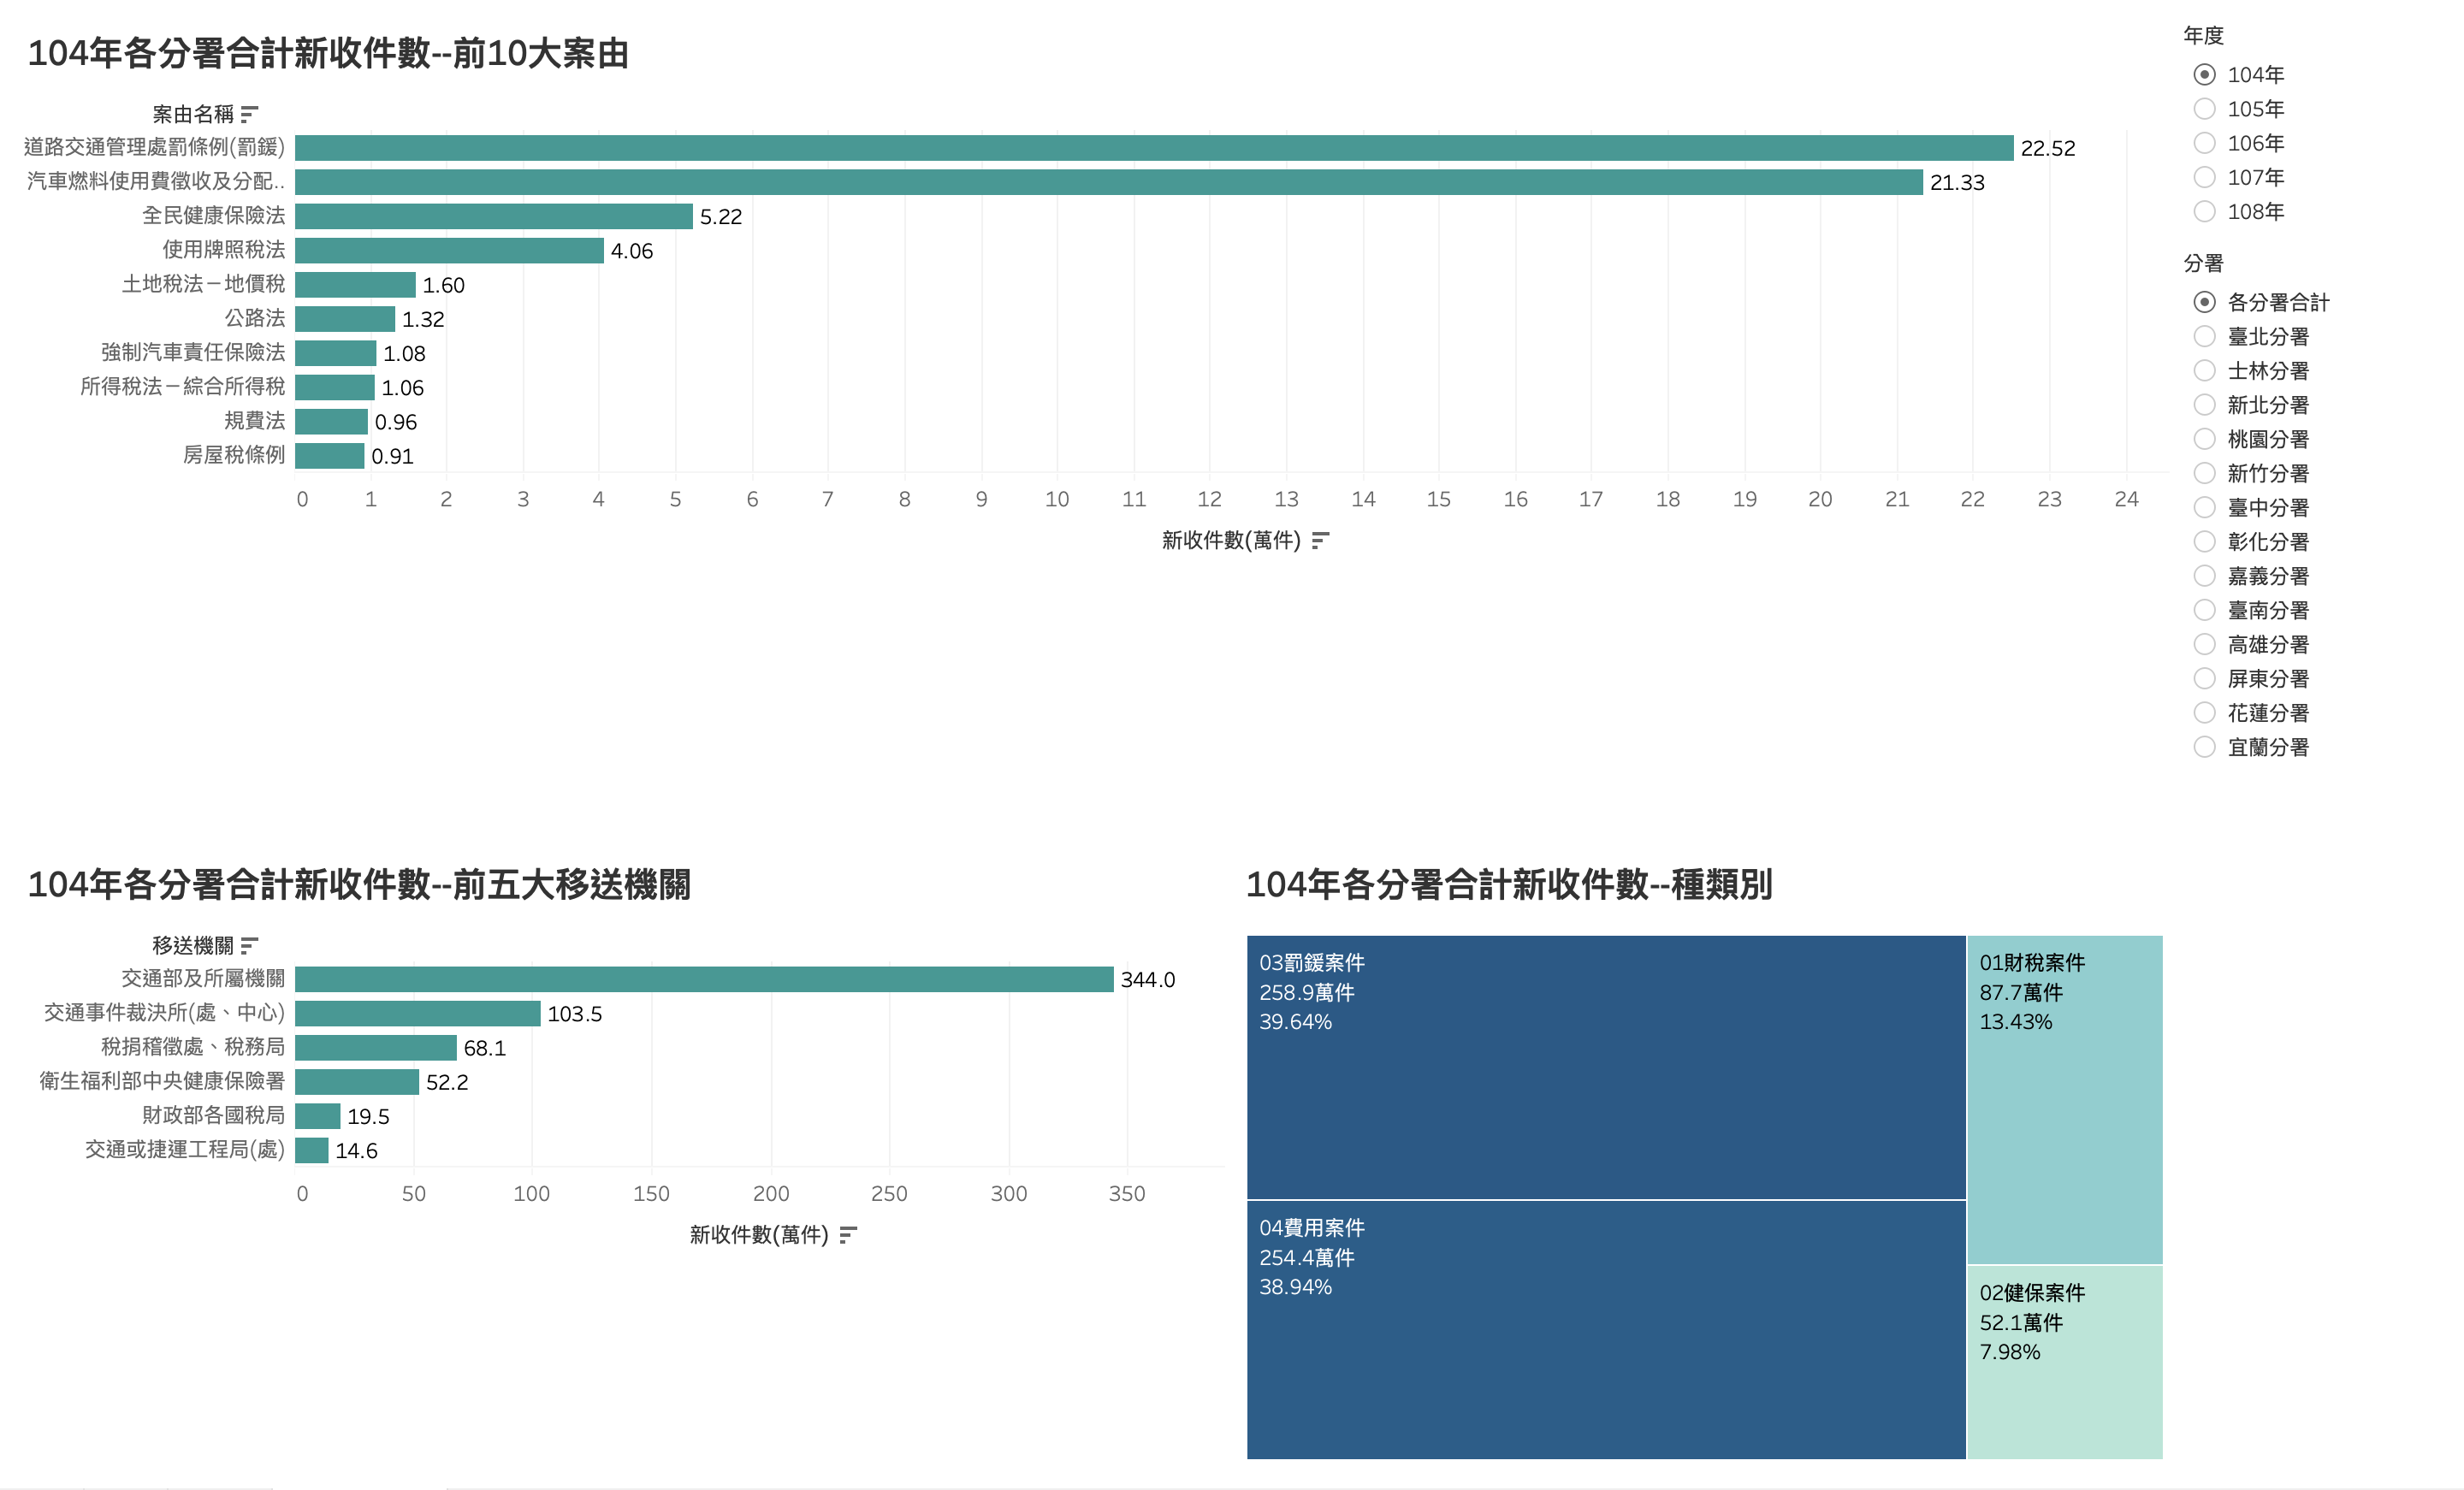 104年各分署合計新收件數--前10大案由
案由名稱
道路交通管理處罰條例(罰鍰) 22.52
汽車燃料使用費徵收及分配.. 21.33
全民健康保險法 5.22
使用牌照稅法 4.06
土地稅法－地價稅 1.60
公路法 1.32
強制汽車責任保險法 1.08
所得稅法－綜合所得稅 1.06
規費法 0.96
房屋稅條例 0.91
0 1 2 3 4 5 6 7 8 9 10 11 12 13 14 15 16 17 18 19 20 21 22 23 24
新收件數(萬件)
年度
104年
105年
106年
107年
108年
分署
各分署合計
臺北分署
士林分署
新北分署
桃園分署
新竹分署
臺中分署
彰化分署
嘉義分署
臺南分署
高雄分署
屏東分署
花蓮分署
宜蘭分署
104年各分署合計新收件數--前五大移送機關
移送機關
交通部及所屬機關 344.0
交通事件裁決所(處、中心) 103.5
稅捐稽徵處、稅務局 68.1
衛生福利部中央健康保險署 52.2
財政部各國稅局 19.5
交通或捷運工程局(處) 14.6
0 50 100 150 200 250 300 350
新收件數(萬件)
104年各分署合計新收件數--種類別
03罰鍰案件
258.9萬件
39.64%
04費用案件
254.4萬件
38.94%
01財稅案件
87.7萬件
13.43%
02健保案件
52.1萬件
7.98%